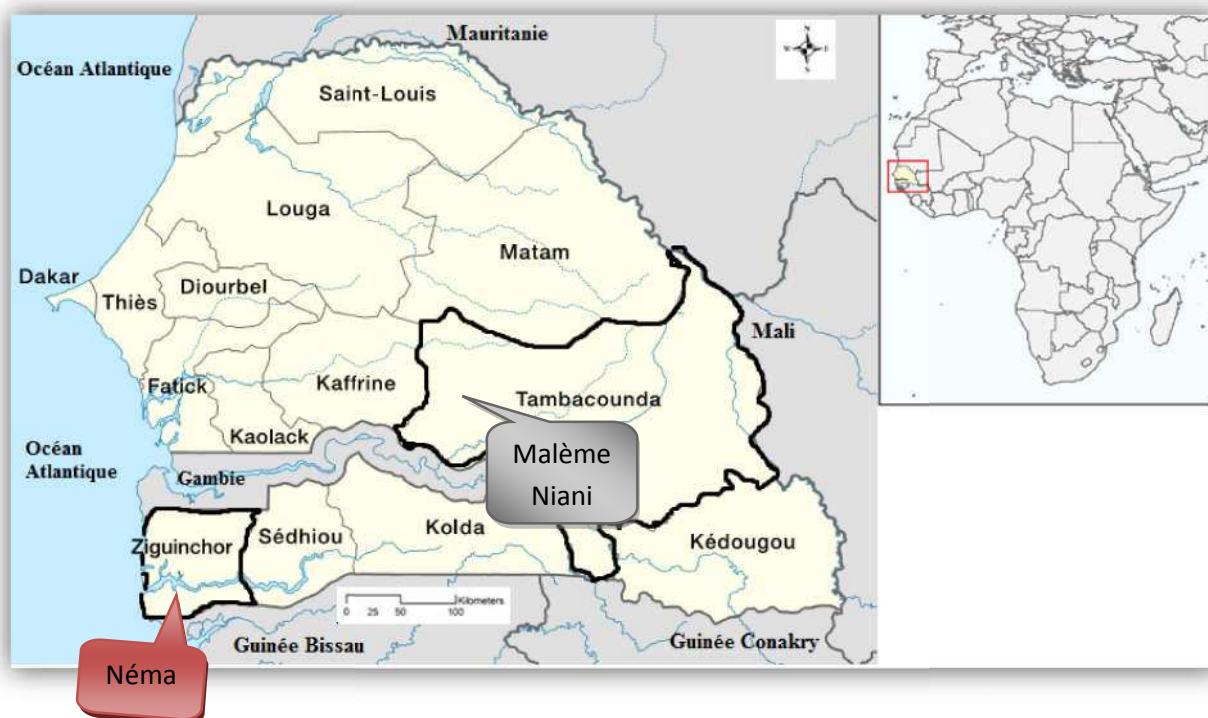 Mauritanie
Océan Atlantique
N
W E
S
Saint-Louis
Louga
Matam
Dakar
Thiès
Diourbel
Mali
Fatick
Kaffrine
Tambacounda
Kaolack
Océan
Atlantique
Malème
Niani
Gambie
Ziguinchor
Sédhiou
Kolda
Kédougou
Kilometers
0 25 50 100
Guinée Bissau
Guinée Conakry
Néma